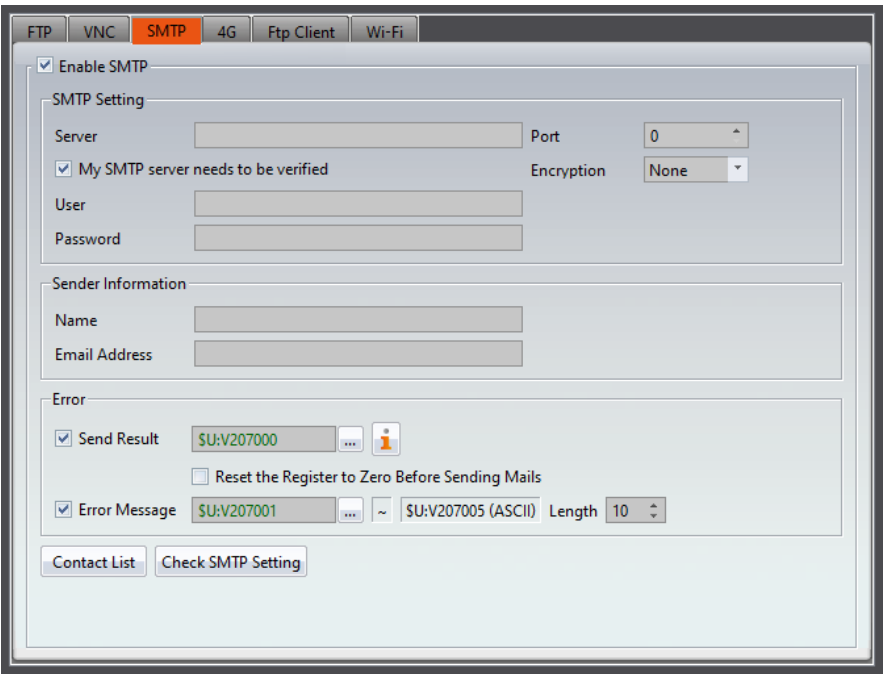 FTP VNC SMTP 4G Ftp Client Wi-Fi
Enable SMTP
SMTP Setting
Server Port 0
My SMTP server needs to be verified Encryption None
User
Password
Sender Information
Name
Email Address
Error
Send Result $U:V207000 ... i
Reset the Register to Zero Before Sending Mails
Error Message $U:V207001 ... ~ $U:V207005 (ASCII) Length 10
Contact List Check SMTP Setting